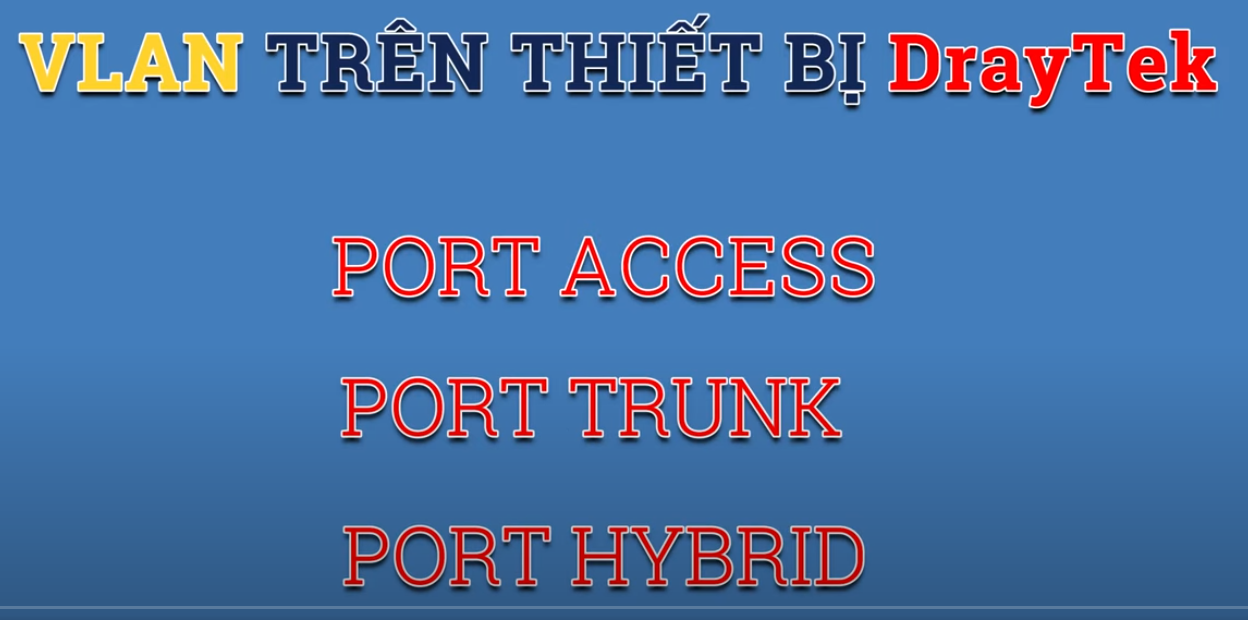 VLAN TRÊN THIẾT BỊ DrayTek
PORT ACCESS
PORT TRUNK
PORT HYBRID